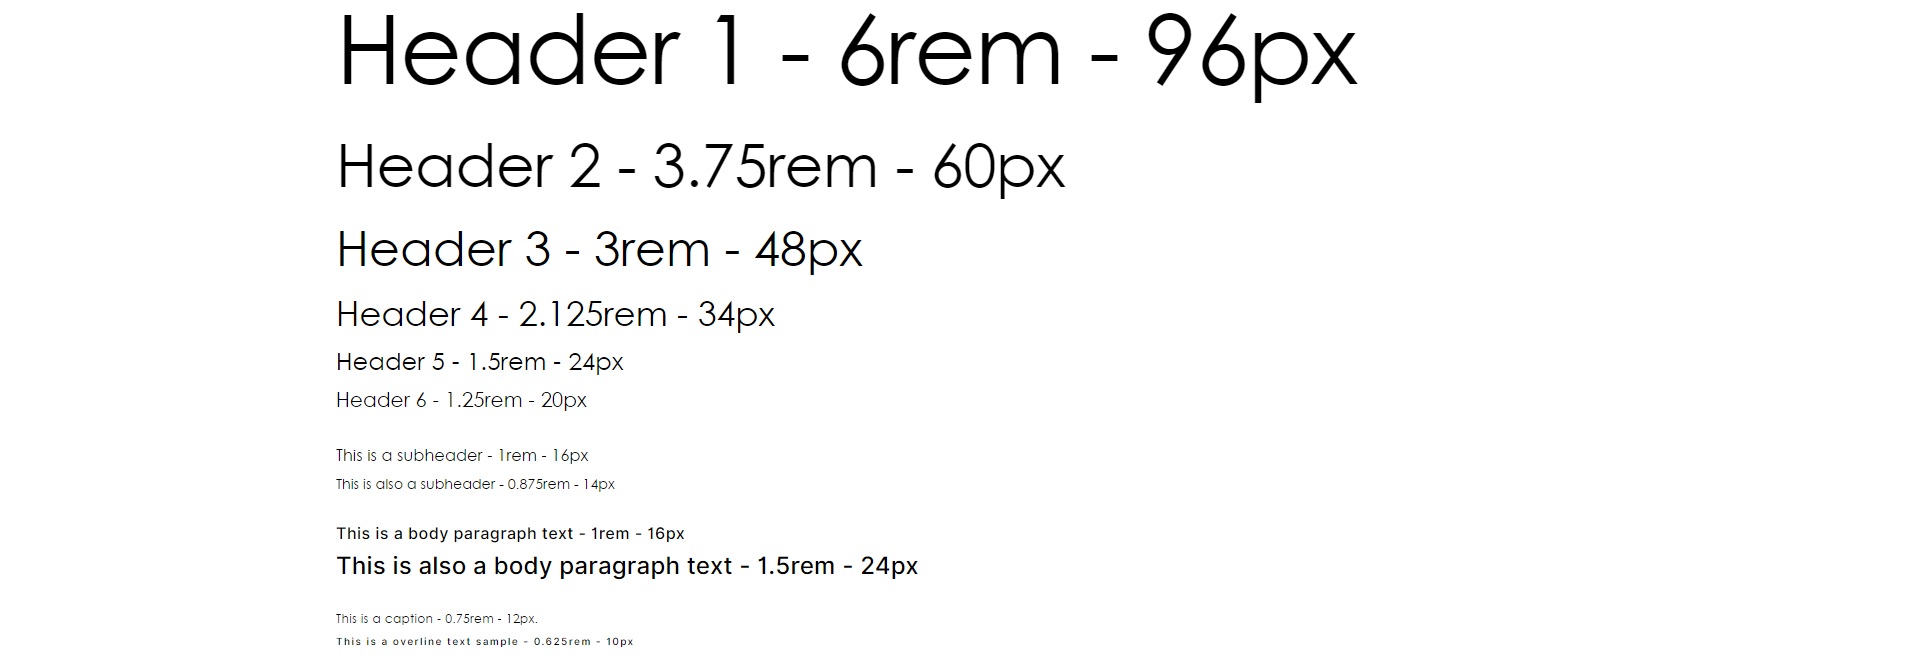 Header 1 - 6rem - 96px
Header 2 - 3.75rem - 60px
Header 3 - 3rem - 48px
Header 4 - 2.125rem - 34px
Header 5 - 1.5rem - 24px
Header 6 - 1.25rem - 20px
This is a subheader - 1rem - 16px
This is also a subheader - 0.875rem - 14px
This is a body paragraph text - 1rem - 16px
This is also a body paragraph text - 1.5rem - 24px
This is a caption - 0.75rem - 12px.
This is a overline text sample - 0.625rem - 10px